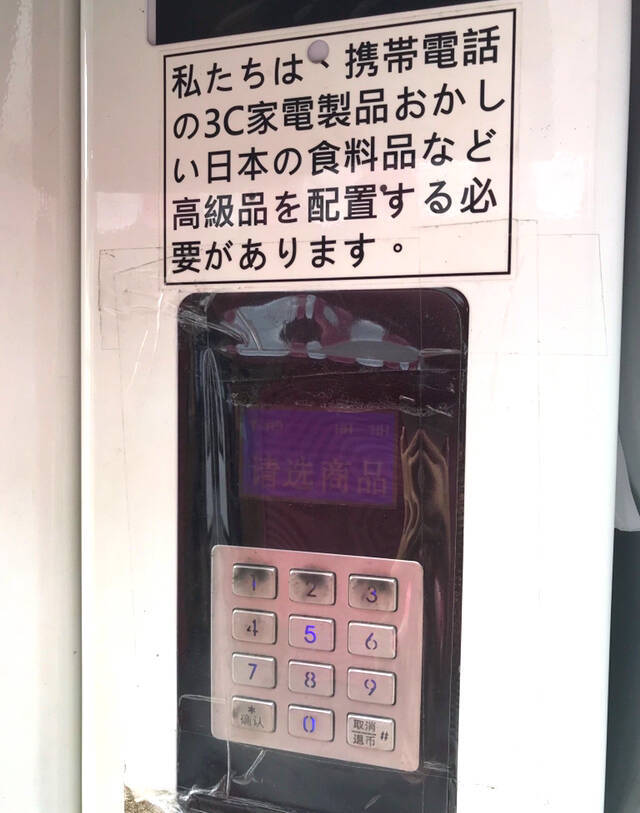 私たちは、携帯電話
の3C家電製品おかし
い日本の食料品など
高級品を配置する必
要があります。
请选商品
1 2 3
4 5 6
7 8 9
*
确认 0 取消
退币 #